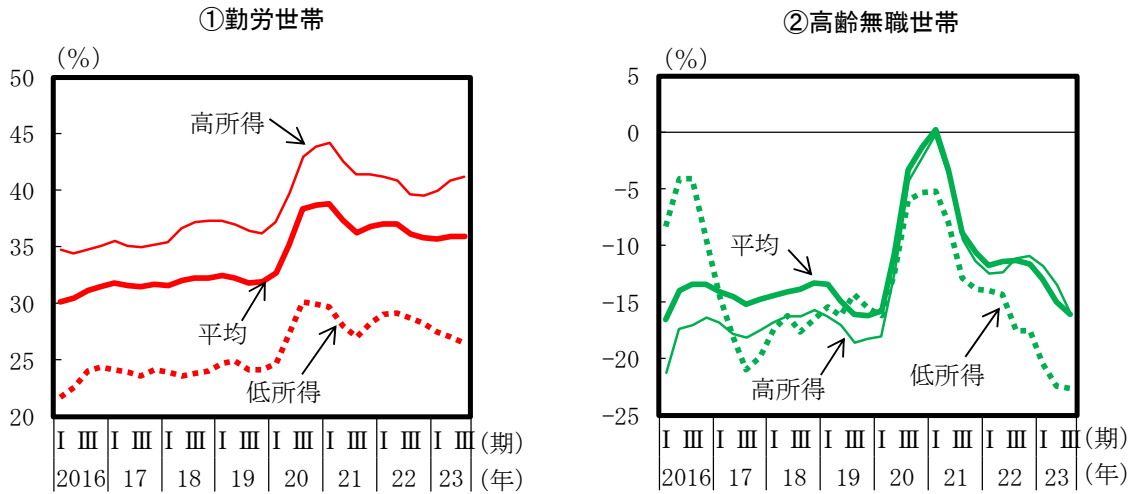 ①勤労世帯
(％)
50
45
40
35
30
25
20
高所得
平均
低所得
Ⅰ Ⅲ Ⅰ Ⅲ Ⅰ Ⅲ Ⅰ Ⅲ Ⅰ Ⅲ Ⅰ Ⅲ Ⅰ Ⅲ Ⅰ Ⅲ (期)
2016 17 18 19 20 21 22 23 (年)
②高齢無職世帯
(％)
5
0
-5
-10
-15
-20
-25
平均
高所得
低所得
Ⅰ Ⅲ Ⅰ Ⅲ Ⅰ Ⅲ Ⅰ Ⅲ Ⅰ Ⅲ Ⅰ Ⅲ Ⅰ Ⅲ Ⅰ Ⅲ (期)
2016 17 18 19 20 21 22 23 (年)